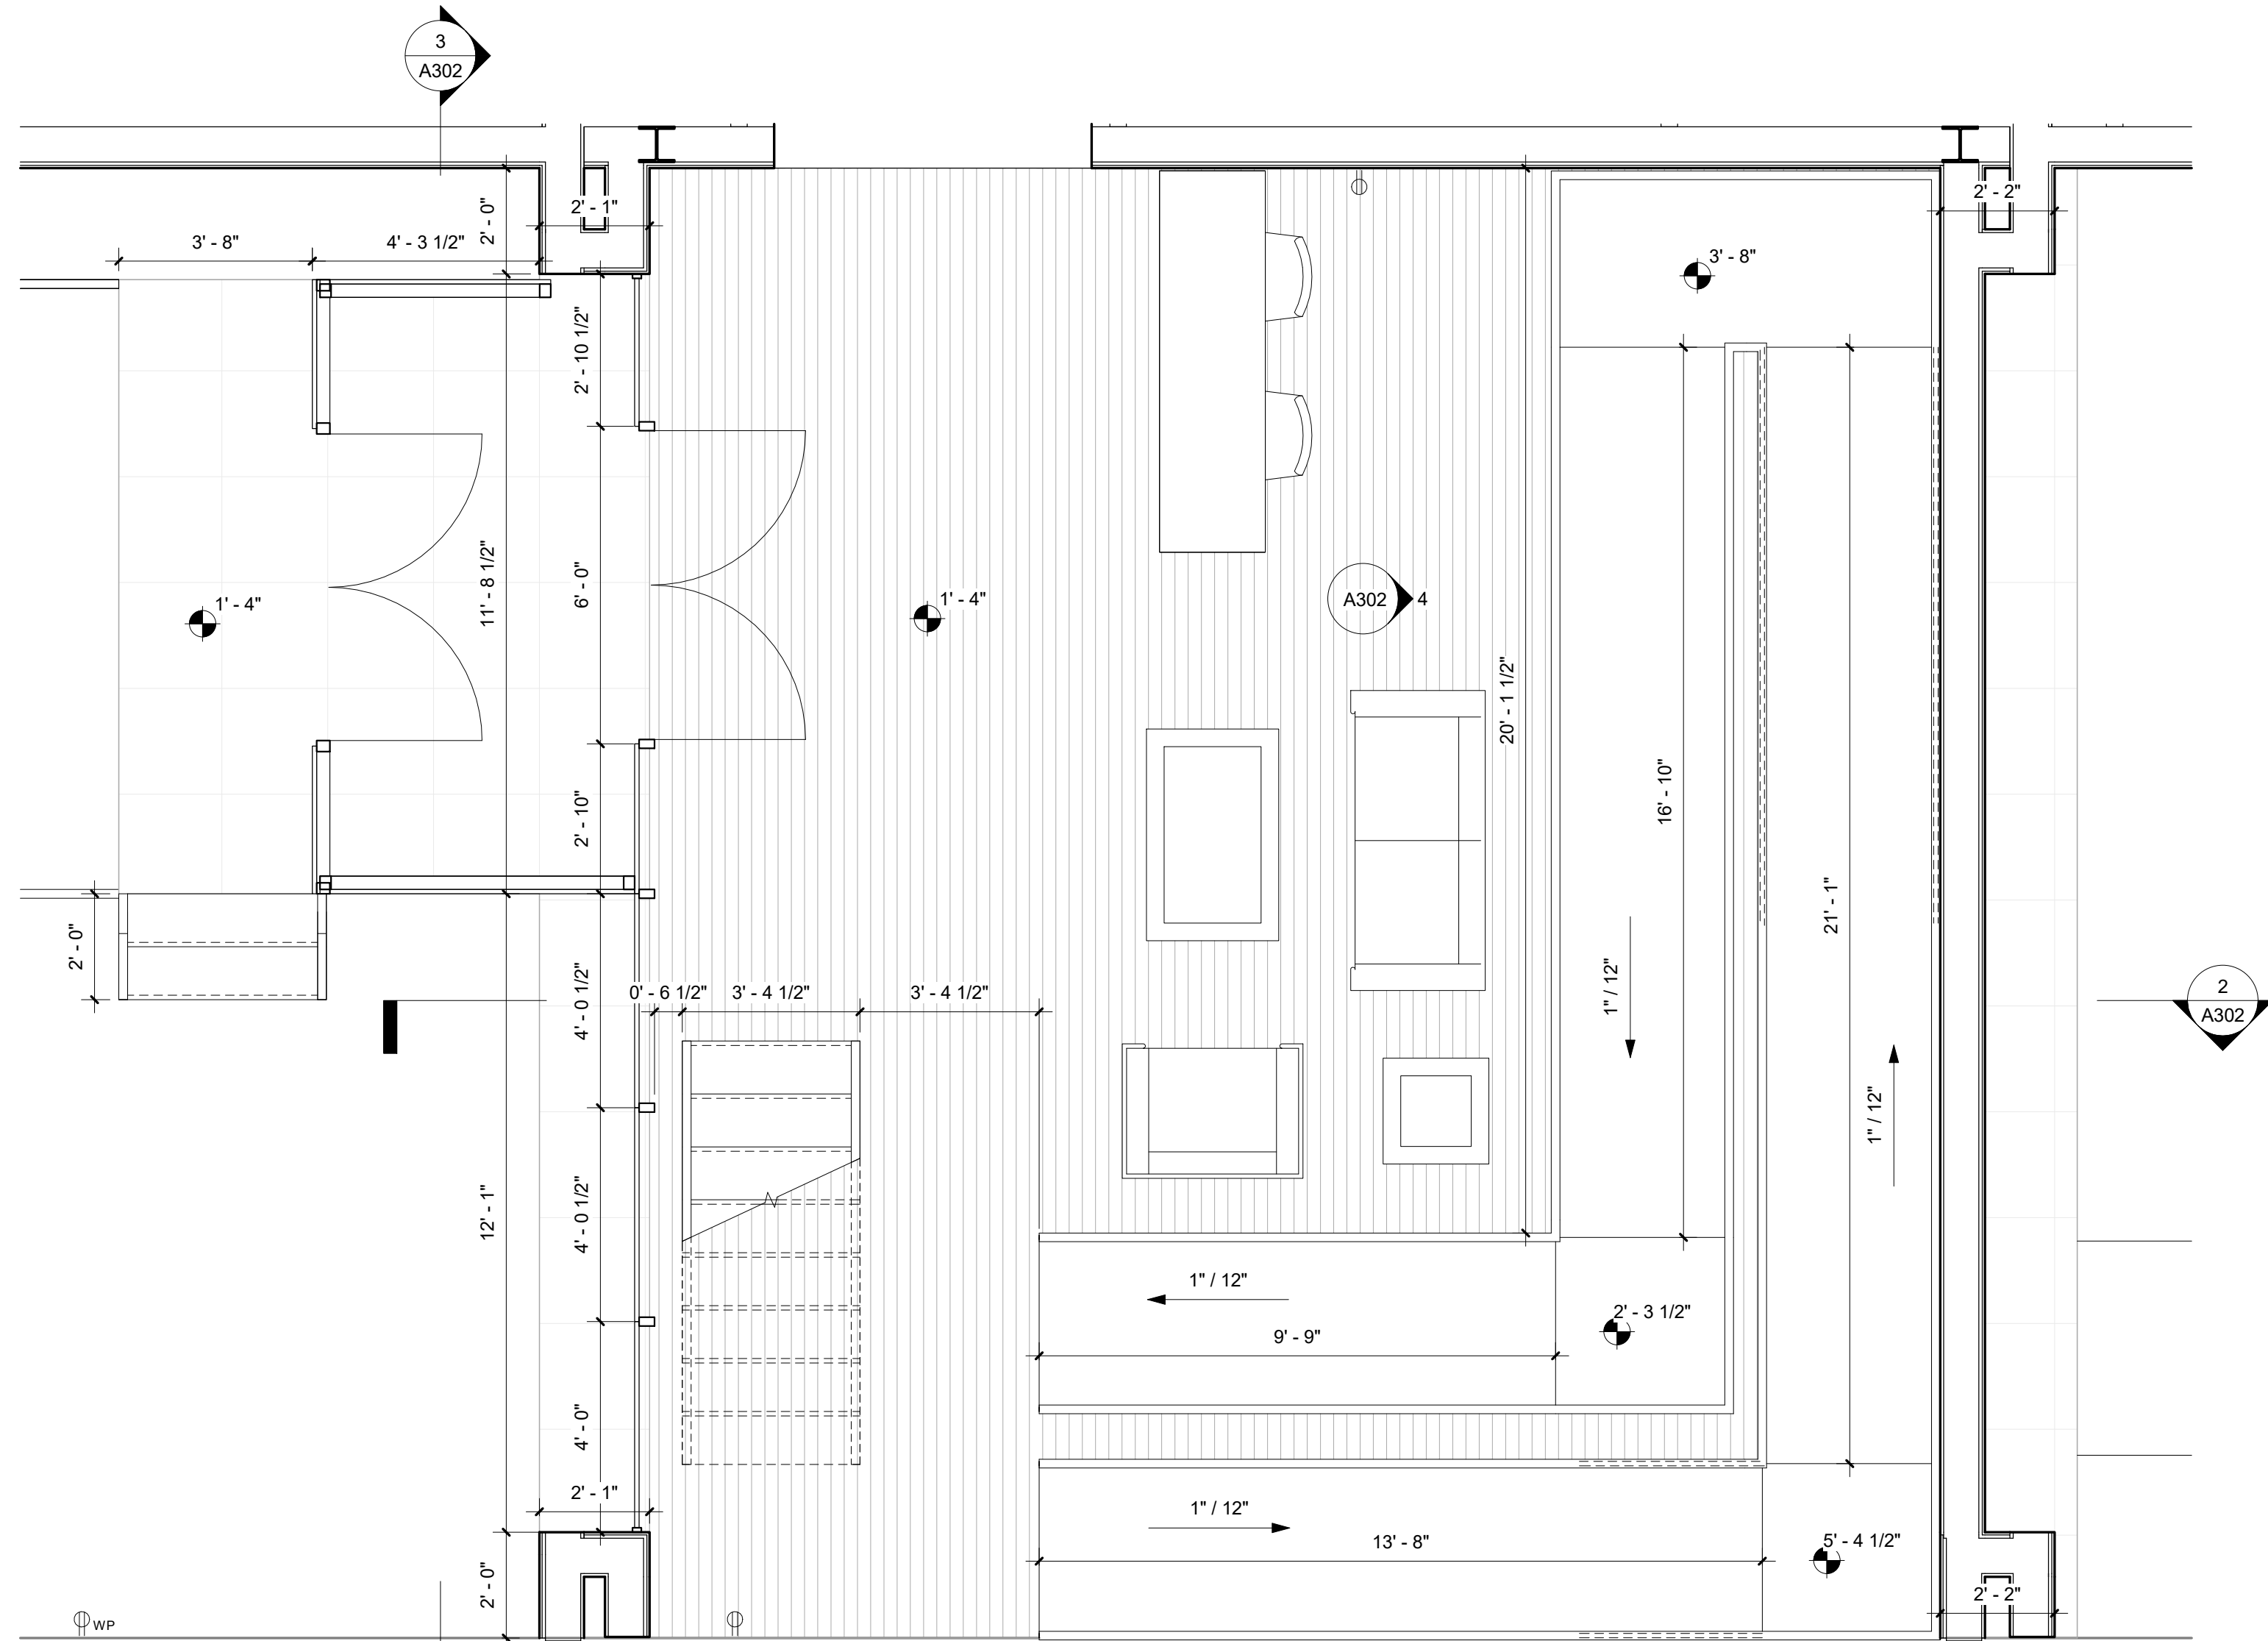 3
A302
2' - 0"
2' - 1"
2' - 2"
3' - 8"
4' - 3 1/2"
3' - 8"
2' - 10 1/2"
11' - 8 1/2"
6' - 0"
1' - 4"
1' - 4"
A302
4
20' - 1 1/2"
16' - 10"
21' - 1"
2' - 10"
2' - 0"
4' - 0 1/2"
0' - 6 1/2"
3' - 4 1/2"
3' - 4 1/2"
1" / 12"
1" / 12"
2
A302
12' - 1"
4' - 0 1/2"
1" / 12"
2' - 3 1/2"
9' - 9"
4' - 0"
2' - 1"
1" / 12"
13' - 8"
5' - 4 1/2"
2' - 0"
2' - 2"
WP